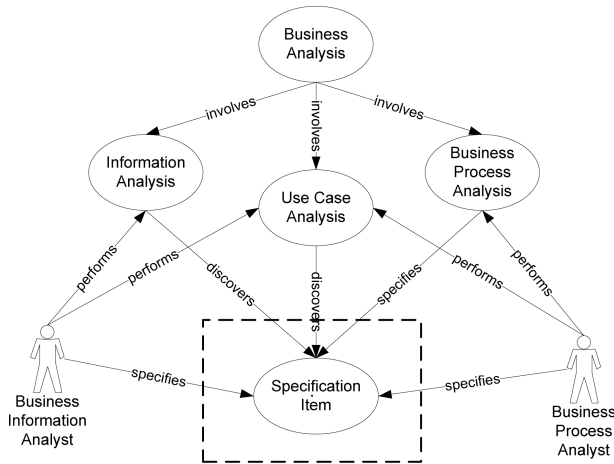 Business
Analysis
involves
involves
involves
Information
Analysis
Use Case
Analysis
Business
Process
Analysis
performs
performs
discovers
discovers
specifies
performs
performs
specifies
Specification
Item
specifies
Business
Information
Analyst
Business
Process
Analyst